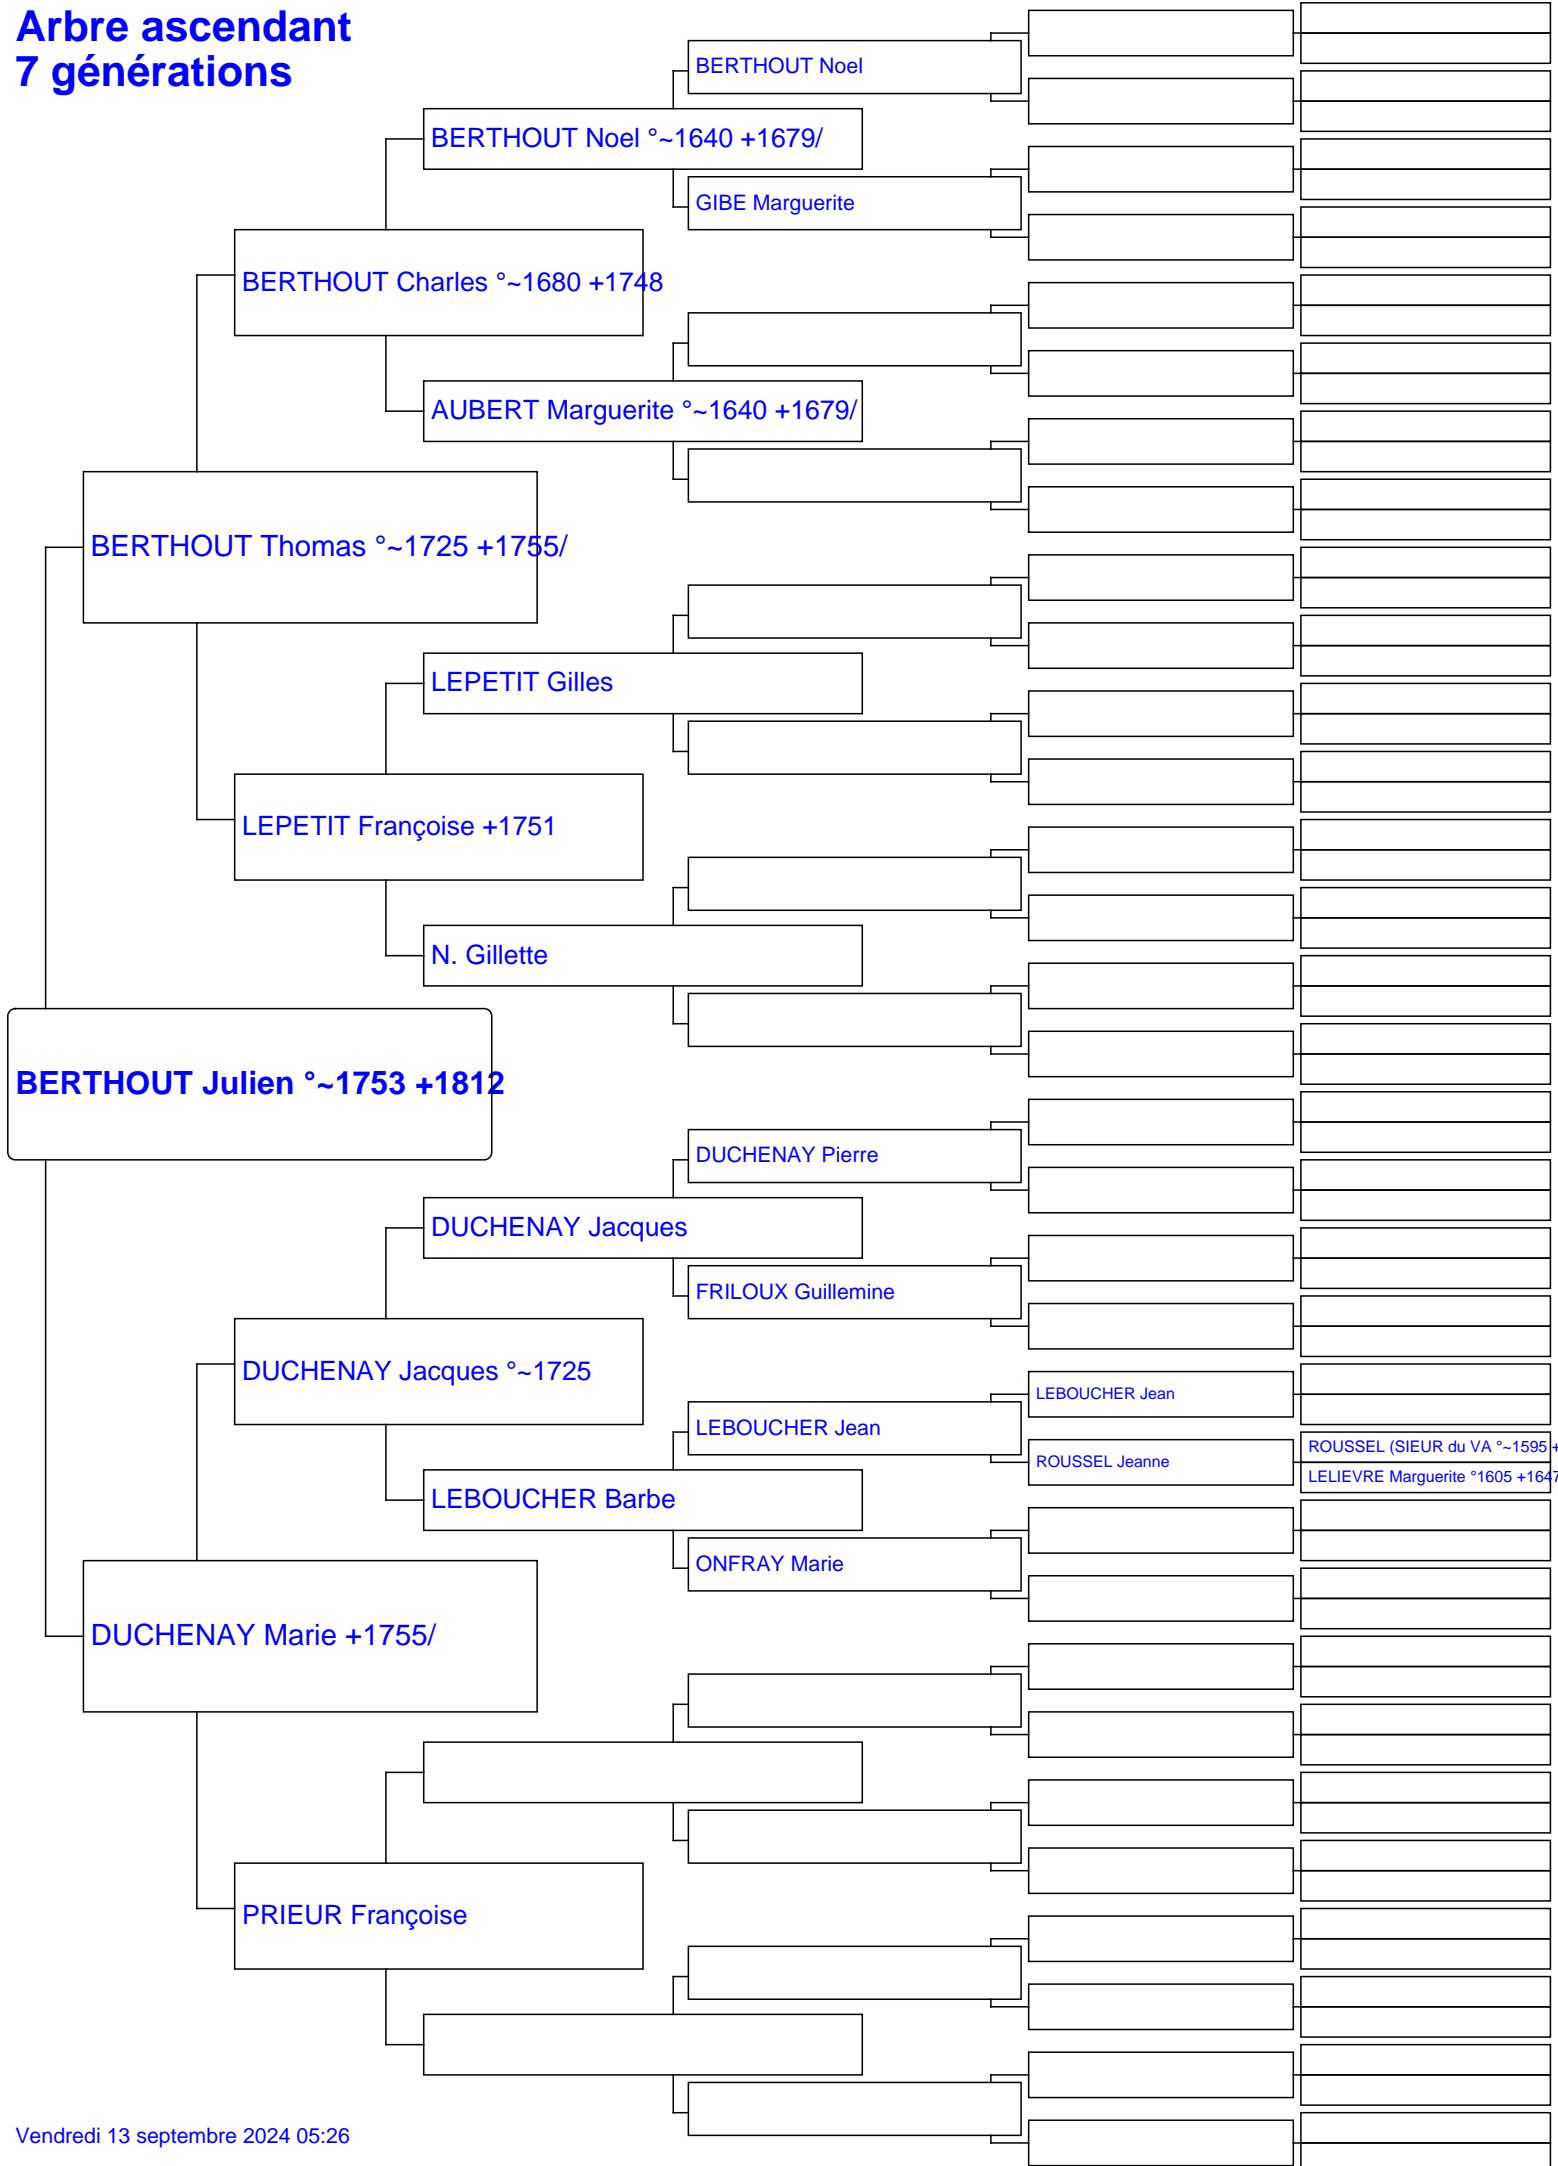 Arbre ascendant
7 générations
BERTHOUT Noel
BERTHOUT Noel °~1640 +1679/
GIBE Marguerite
BERTHOUT Charles °~1680 +1748
AUBERT Marguerite °~1640 +1679/
BERTHOUT Thomas °~1725 +1755/
LEPETIT Gilles
LEPETIT Françoise +1751
N. Gillette
BERTHOUT Julien °~1753 +1812
DUCHENAY Pierre
DUCHENAY Jacques
FRILOUX Guillemine
DUCHENAY Jacques °~1725
LEBOUCHER Jean
LEBOUCHER Jean
ROUSSEL (SIEUR du VA °~1595 +
ROUSSEL Jeanne
LELIEVRE Marguerite °1605 +1647
LEBOUCHER Barbe
ONFRAY Marie
DUCHENAY Marie +1755/
PRIEUR Françoise
Vendredi 13 septembre 2024 05:26